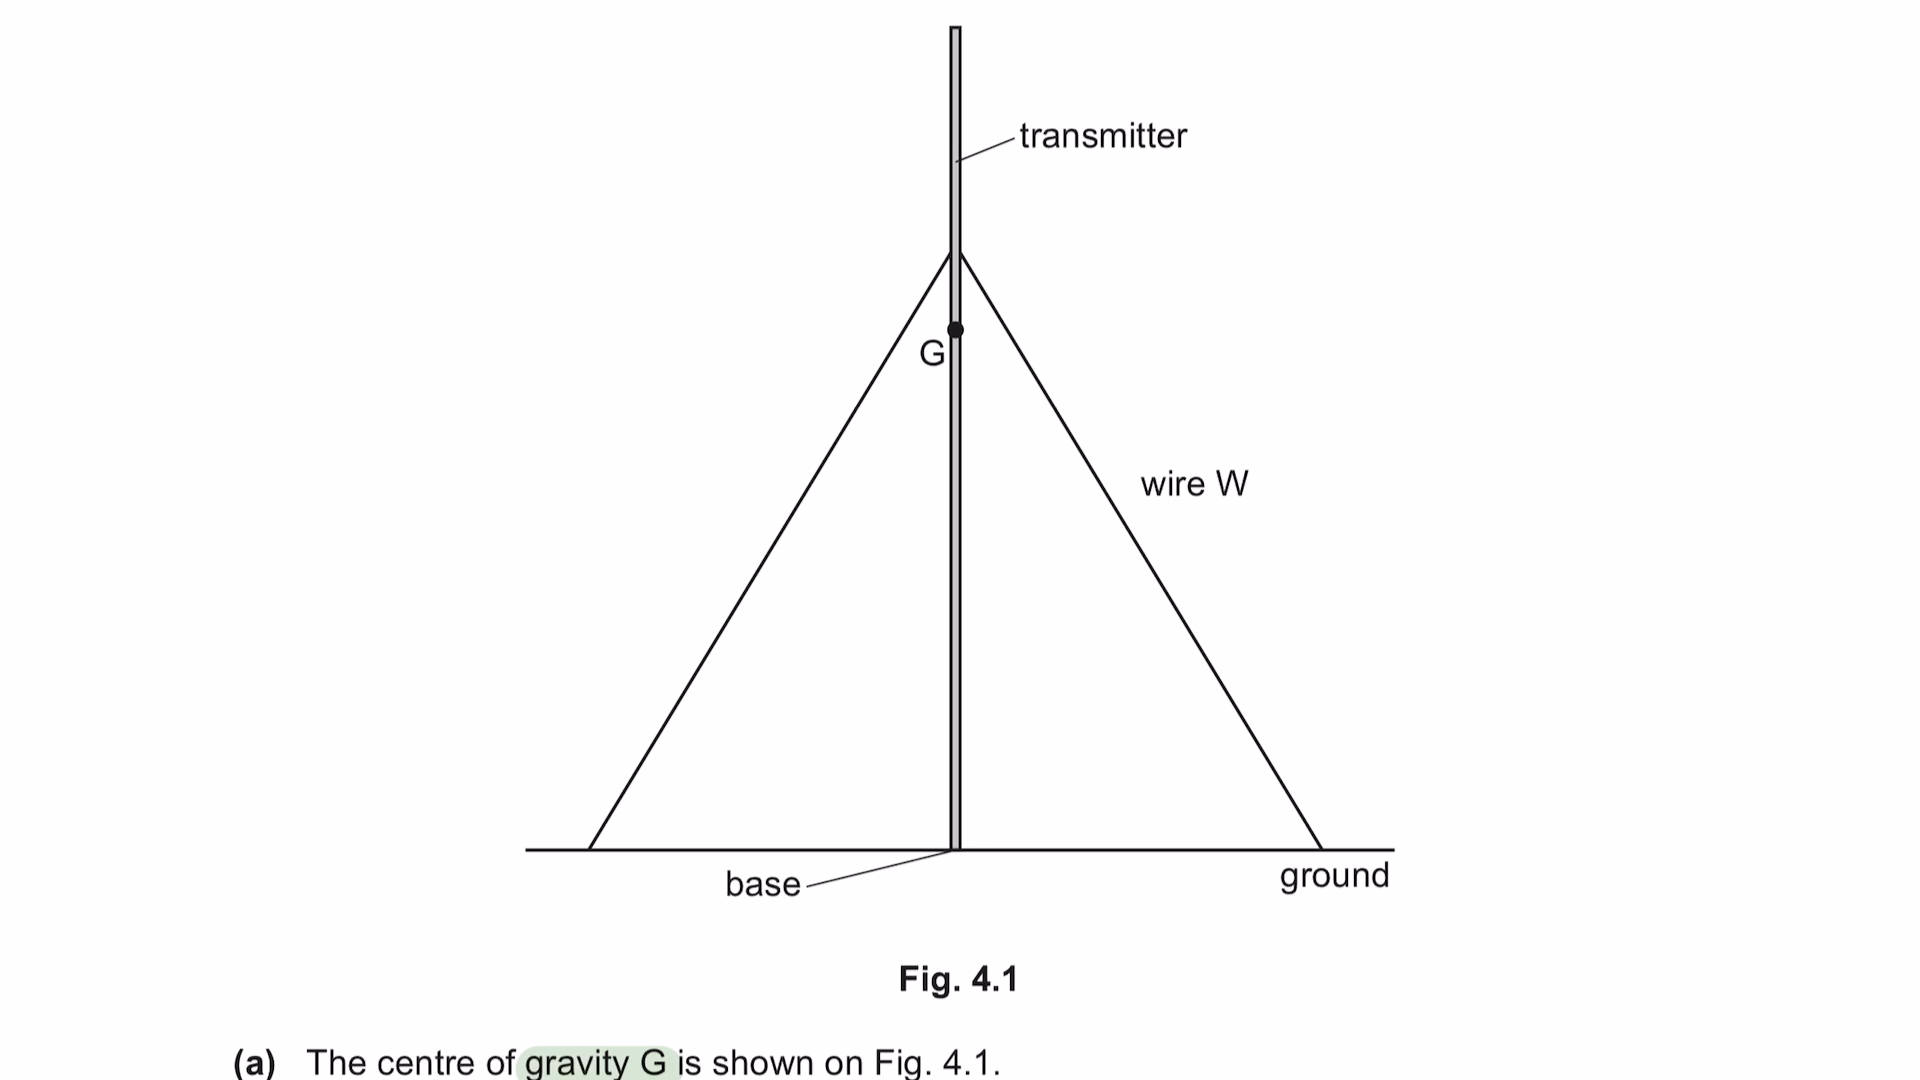 transmitter
G
wire W
base
ground
Fig. 4.1
(a) The centre of gravity G is shown on Fig. 4.1.